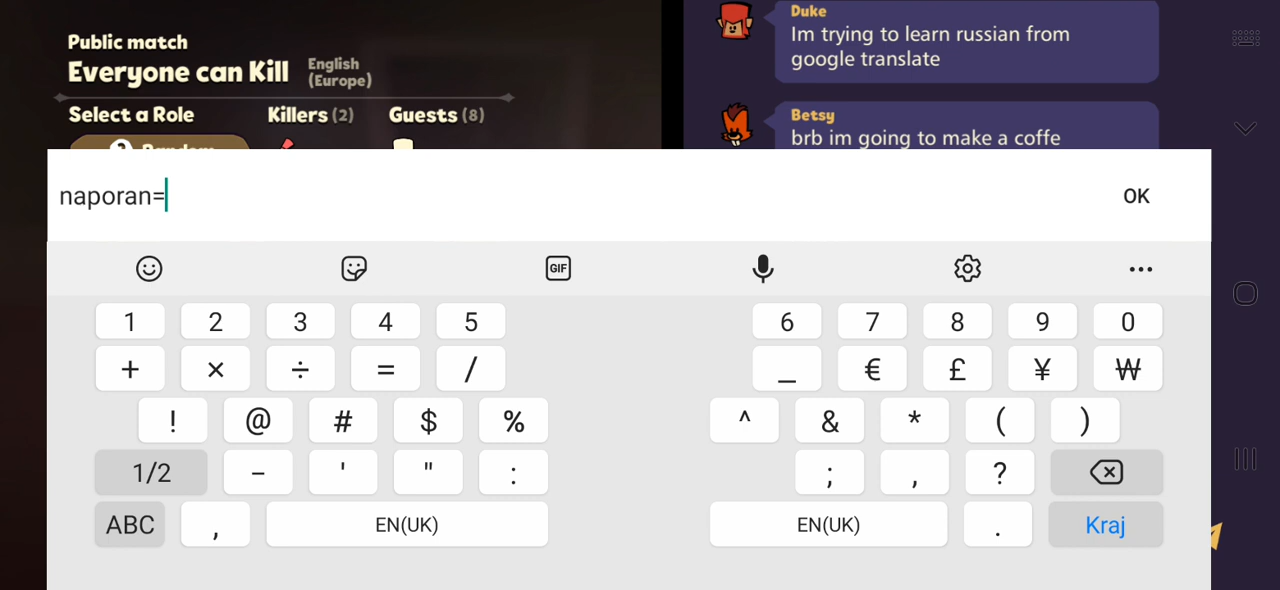 Public match
Everyone can Kill
English
(Europe)
Select a Role
Killers (2)
Guests (8)
Random
Duke
Im trying to learn russian from
google translate
Betsy
brb im going to make a coffe
naporan=
OK
GIF
1 2 3 4 5 6 7 8 9 0
+ × ÷ = / _ € £ ¥ ₩
! @ # $ % ^ & * ( )
1/2 - ' " : ; , ? 
ABC , EN(UK) EN(UK) . Kraj